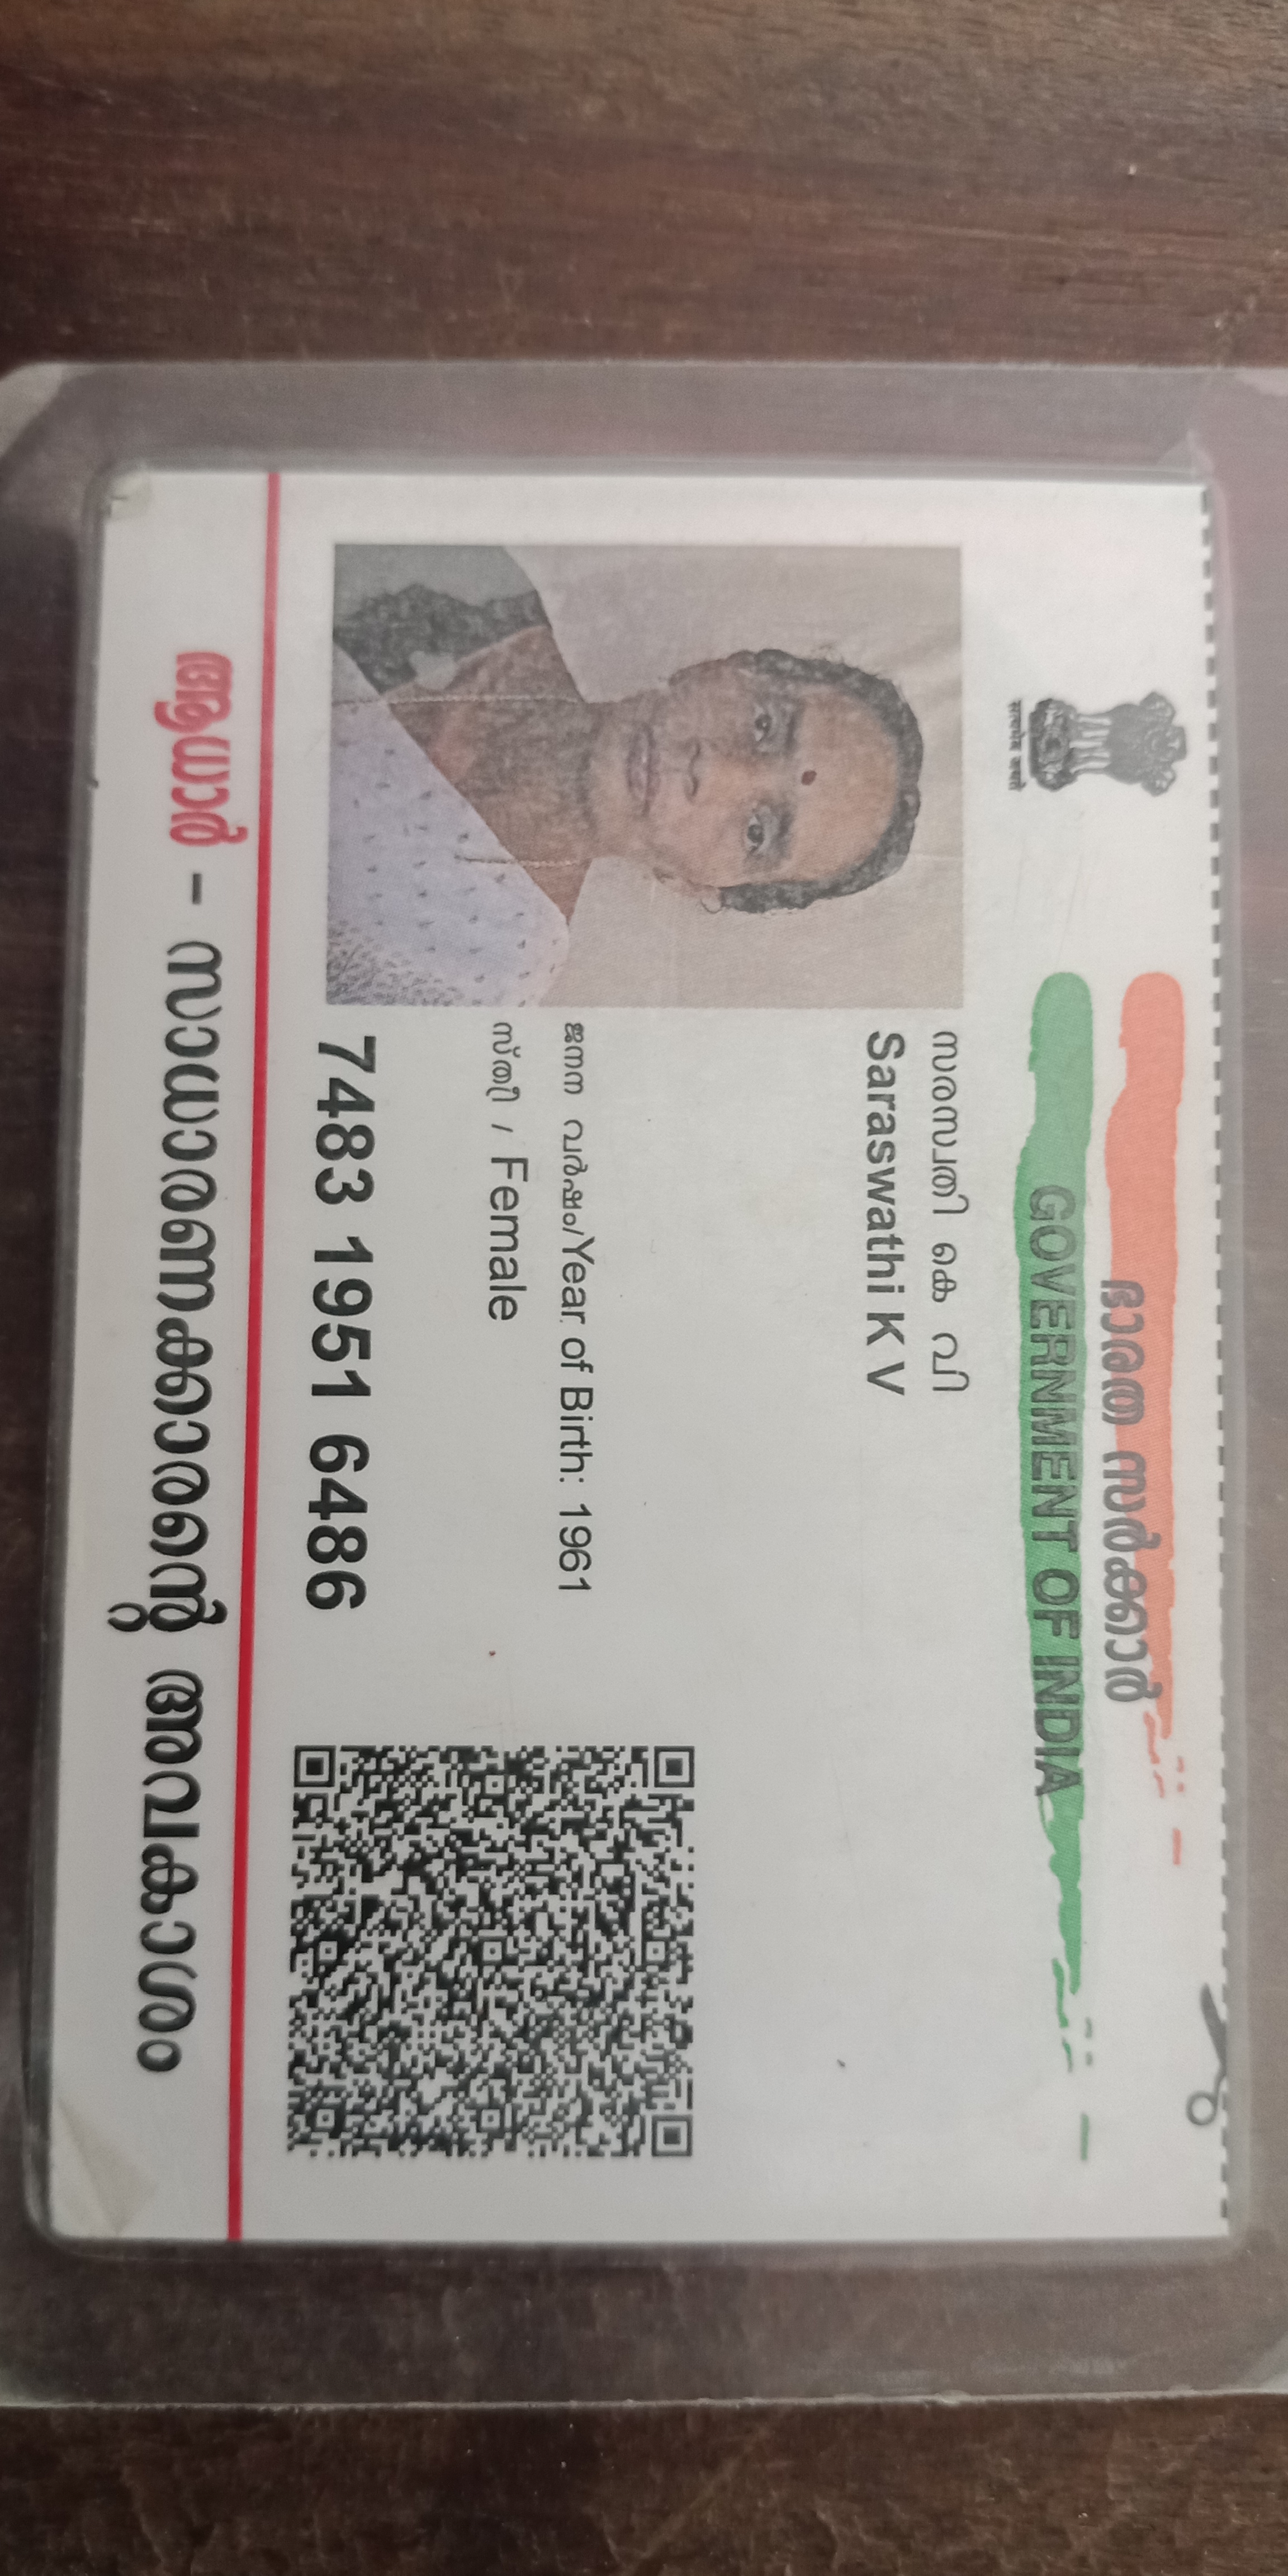 ഭാരത സർക്കാർ
GOVERNMENT OF INDIA
सत्यमेव जयते
സരസ്വതി കെ വി
Saraswathi K V
ജനന വർഷം/Year of Birth: 1961
സ്ത്രീ / Female
7483 1951 6486
ആധാർ - സാധാരണക്കാരന്റെ അവകാശം